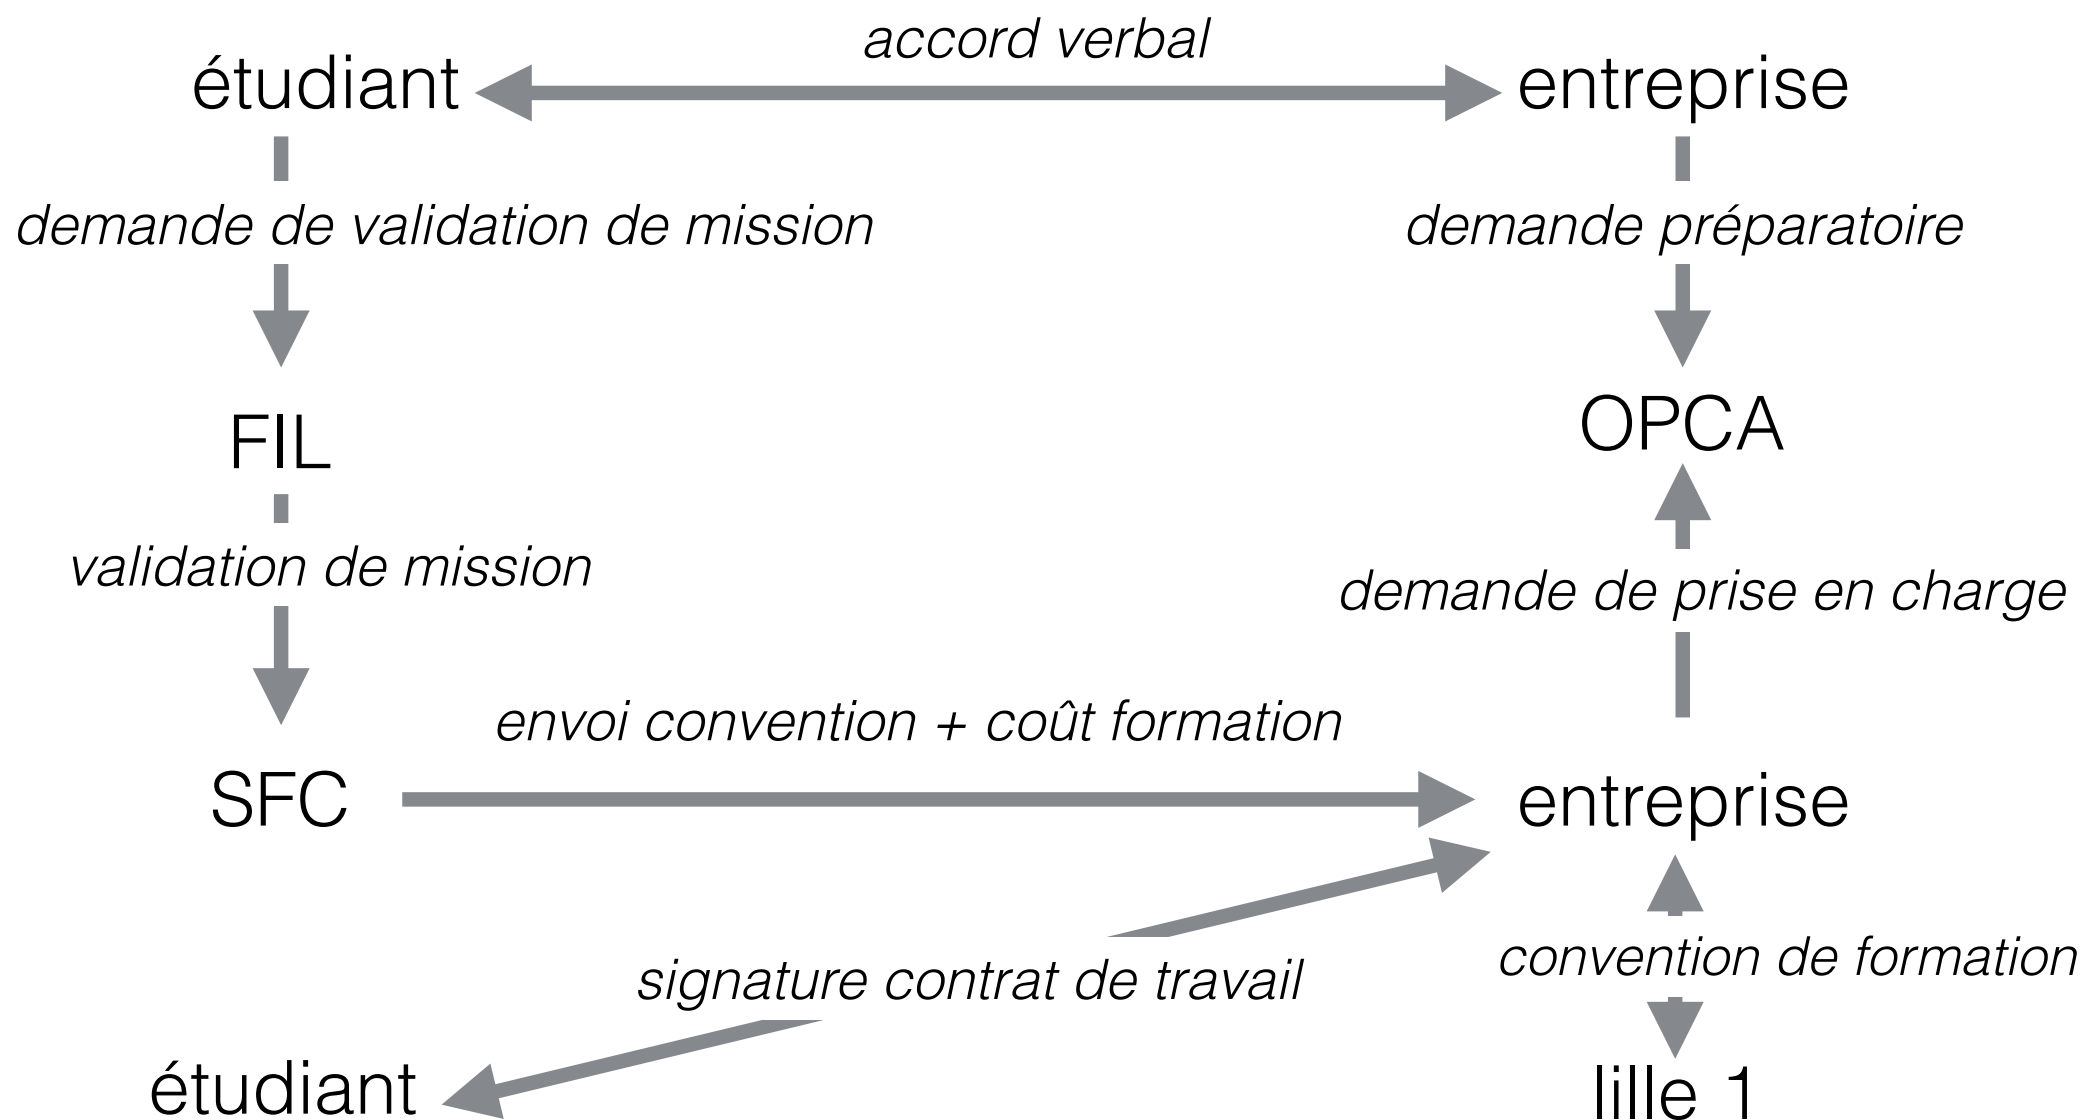 accord verbal
étudiant
entreprise
demande de validation de mission
demande préparatoire
FIL
OPCA
validation de mission
demande de prise en charge
envoi convention + coût formation
SFC
entreprise
convention de formation
signature contrat de travail
étudiant
lille 1